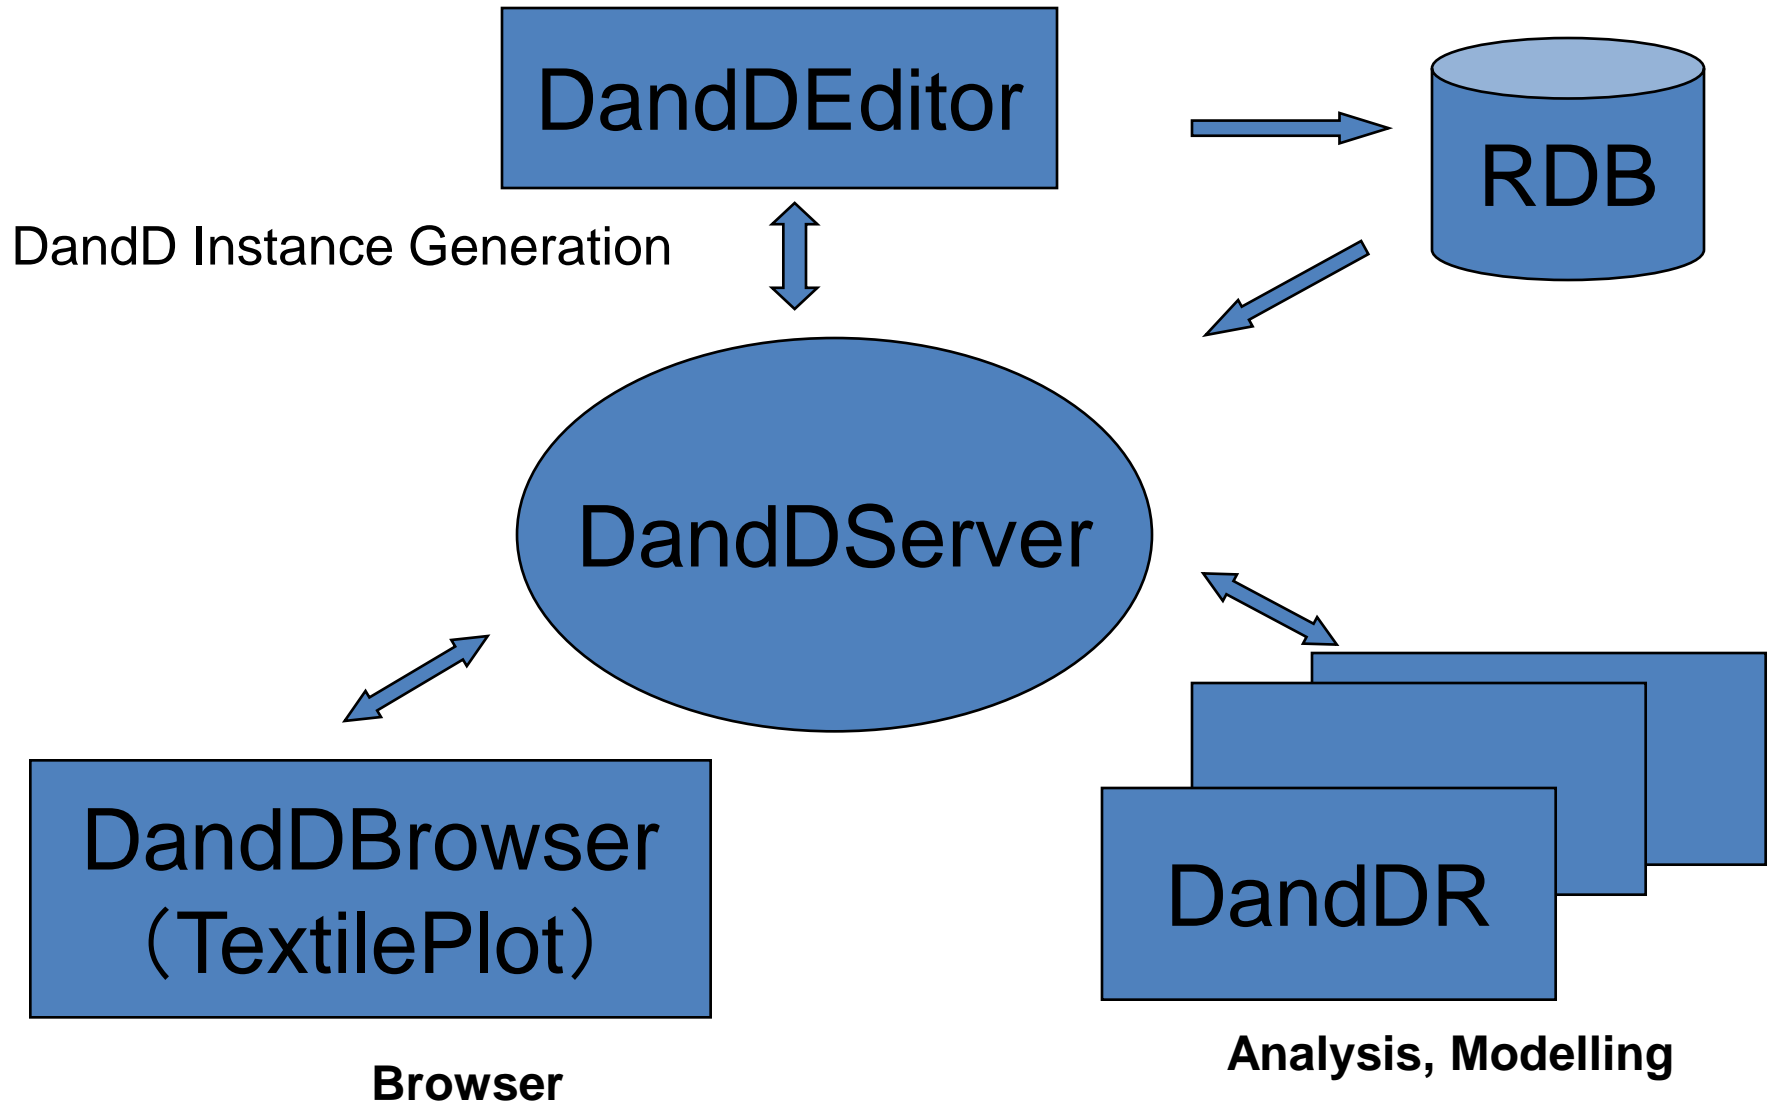 DandDEditor
RDB
DandD Instance Generation
DandDServer
DandDBrowser
（TextilePlot）
DandDR
Analysis, Modelling
Browser